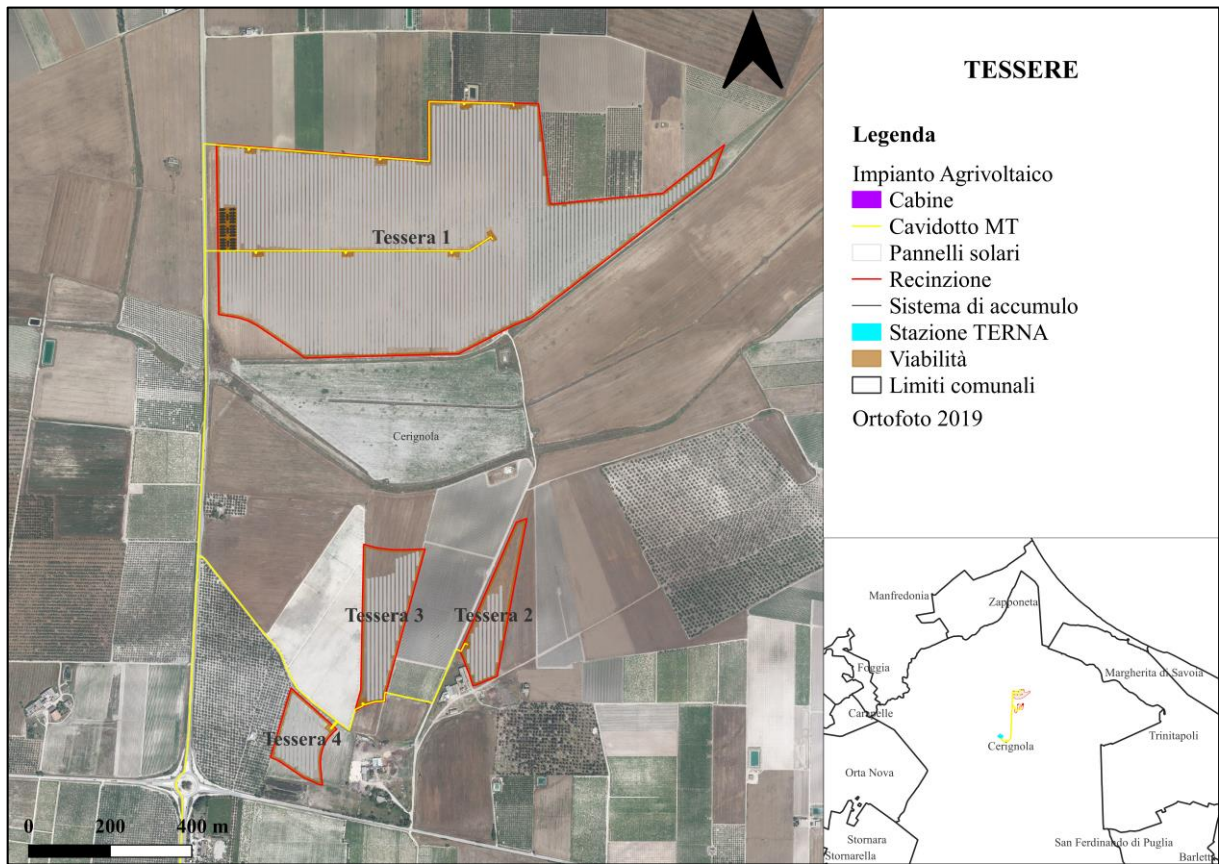 TESSERE
Legenda
Impianto Agrivoltaico
Cabine
Cavidotto MT
Pannelli solari
Recinzione
Sistema di accumulo
Stazione TERNA
Viabilità
Limiti comunali
Ortofoto 2019
Tessera 1
Cerignola
Tessera 3
Tessera 2
Tessera 4
0 200 400 m
Manfredonia
Zapponeta
Foggia
Margherita di Savoia
Carapelle
Trinitapoli
Cerignola
Orta Nova
Stornara
San Ferdinando di Puglia
Stornarella
Barletta